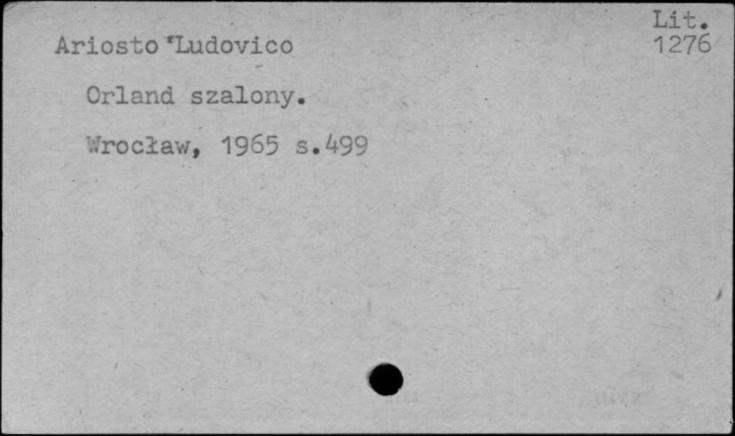 Lit.
1276
Ariosto Ludovico
Orland szalony.
Wrocław, 1965 s.499